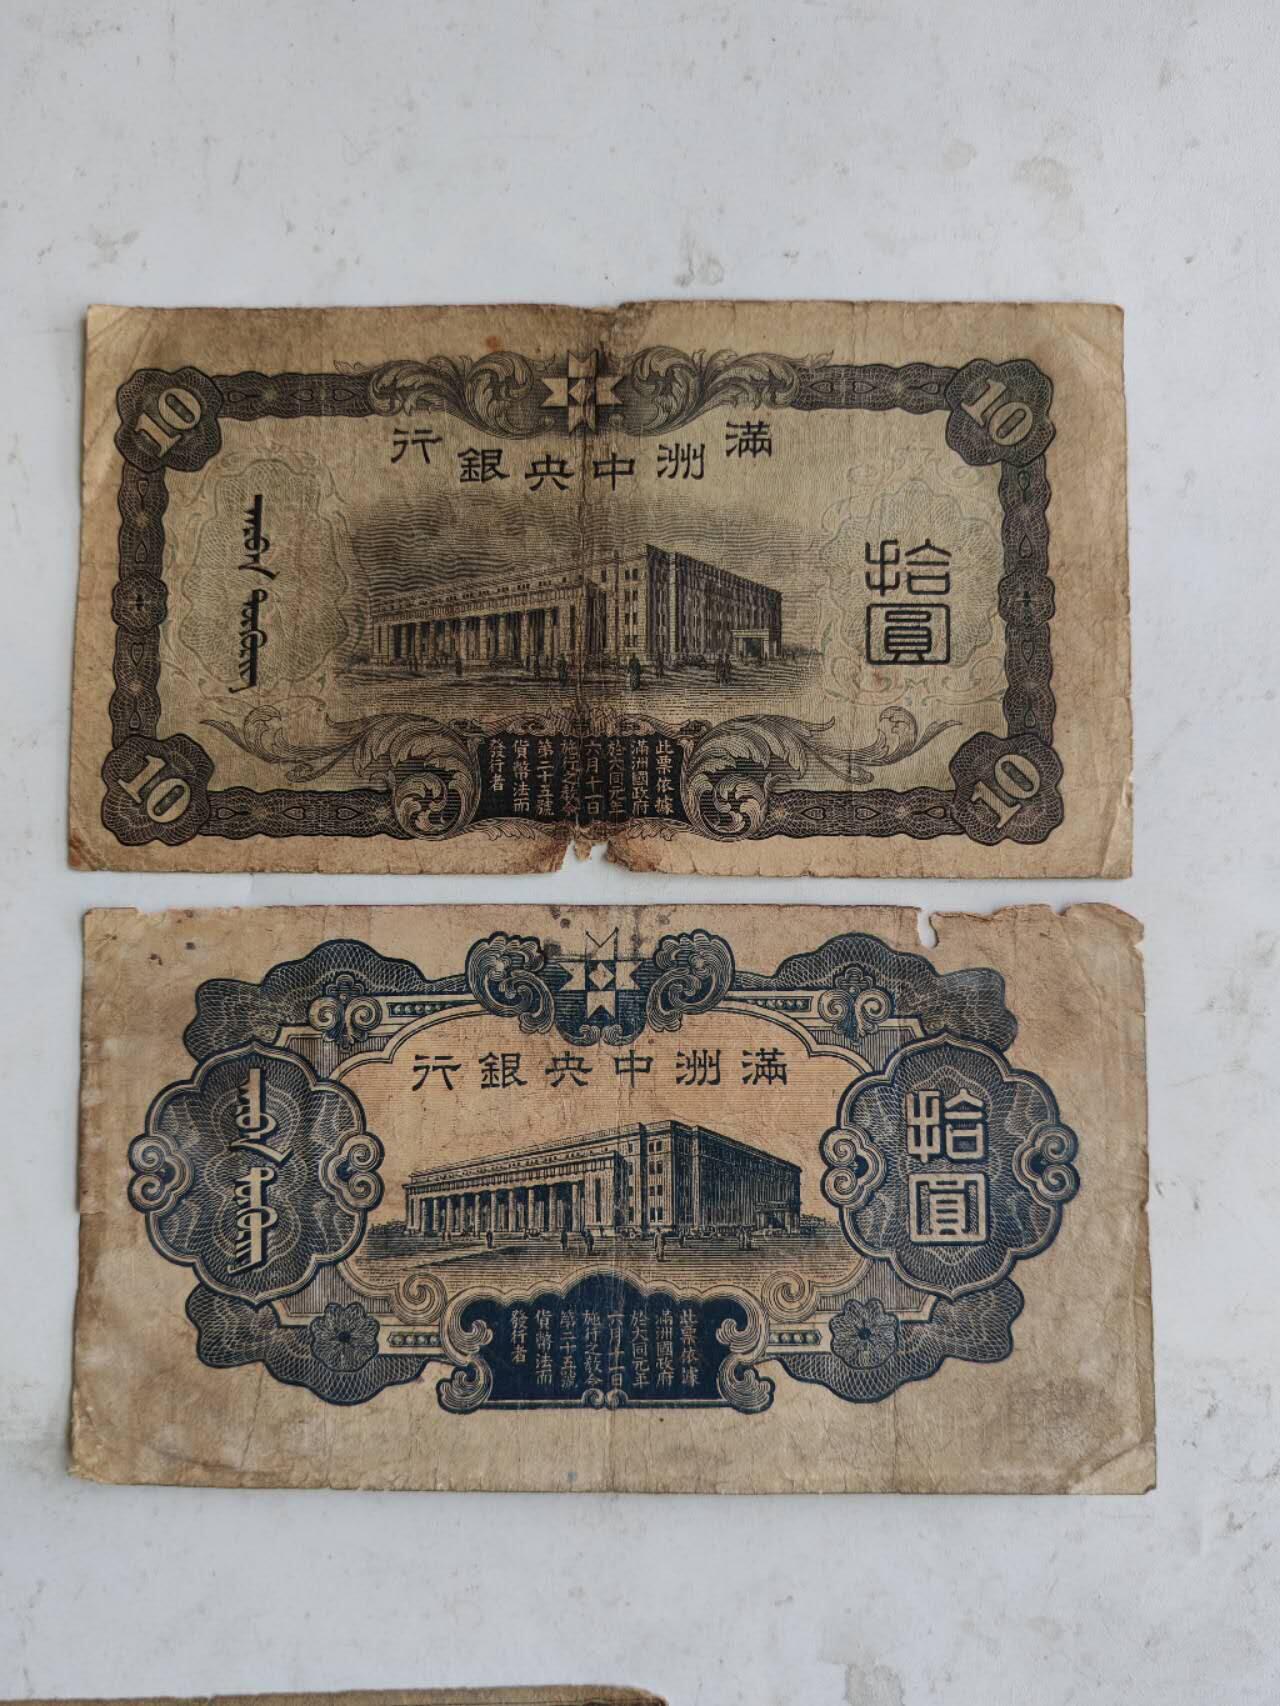 10
10
滿洲中央銀行
拾圓
此票依據
滿洲國政府
於大同元年
六月十一日
施行之教令
第二十五號
貨幣法而
發行者
10
10
滿洲中央銀行
拾圓
此票依據
滿洲國政府
於大同元年
六月十一日
施行之教令
第二十五號
貨幣法而
發行者